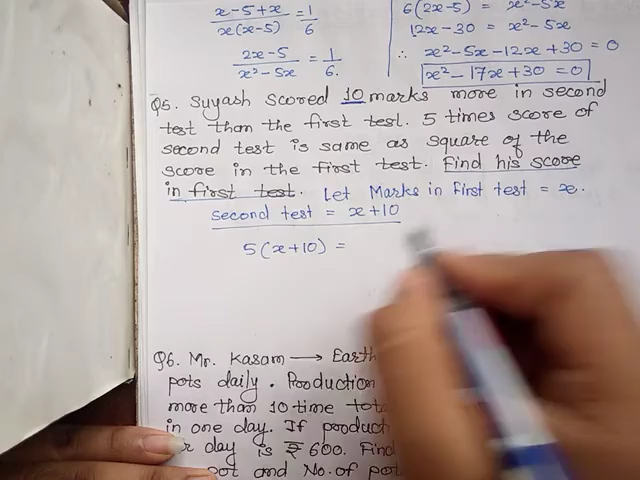 x-5+x / x(x-5) = 1/6
2x-5 / x²-5x = 1/6.
6(2x-5) = x²-5x
12x-30 = x²-5x
∴ x²-5x-12x+30 = 0
x²-17x+30 = 0
Q5. Suyash scored 10 marks more in second
test than the first test. 5 times score of
second test is same as square of the
score in the first test. Find his score
in first test. Let Marks in first test = x.
second test = x+10
5(x+10) =
Q6. Mr. Kasam → Earth
pots daily. Production
more than 10 time tot
in one day. If product
day is ₹ 600. Find
pot and No. of pot